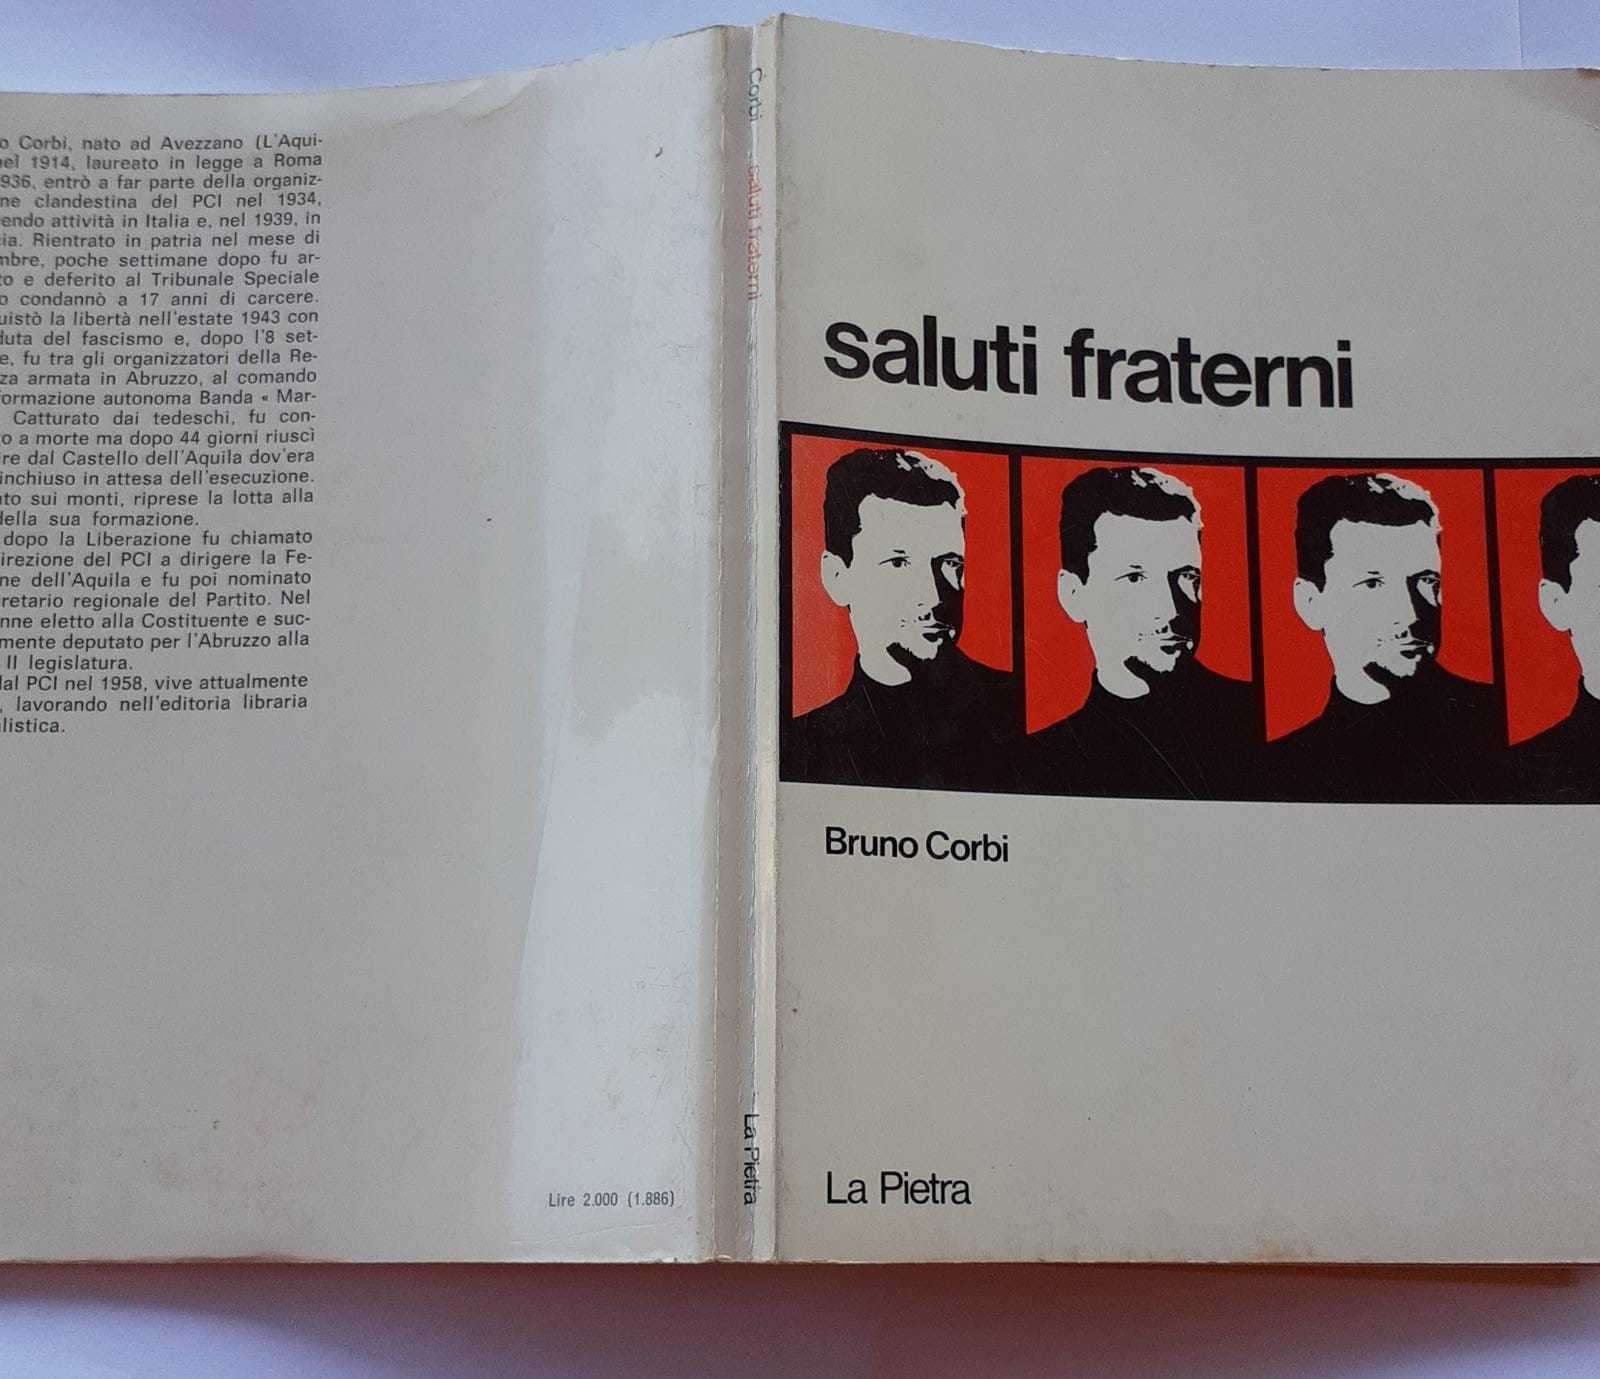 o Corbi, nato ad Avezzano (L'Aqui-
nel 1914, laureato in legge a Roma
936, entrò a far parte della organiz-
ne clandestina del PCI nel 1934,
endo attività in Italia e, nel 1939, in
cia. Rientrato in patria nel mese di
mbre, poche settimane dopo fu ar-
to e deferito al Tribunale Speciale
o condannò a 17 anni di carcere.
uistò la libertà nell'estate 1943 con
duta del fascismo e, dopo l'8 set-
e, fu tra gli organizzatori della Re-
za armata in Abruzzo, al comando
formazione autonoma Banda « Mar-
Catturato dai tedeschi, fu con-
o a morte ma dopo 44 giorni riuscì
ire dal Castello dell'Aquila dov'era
inchiuso in attesa dell'esecuzione.
ato sui monti, riprese la lotta alla
della sua formazione.
dopo la Liberazione fu chiamato
irezione del PCI a dirigere la Fe-
ne dell'Aquila e fu poi nominato
retario regionale del Partito. Nel
nne eletto alla Costituente e suc-
mente deputato per l'Abruzzo alla
II legislatura.
dal PCI nel 1958, vive attualmente
, lavorando nell'editoria libraria
listica.
Lire 2.000 (1.886)
Corbi saluti fraterni La Pietra
saluti fraterni
Bruno Corbi
La Pietra